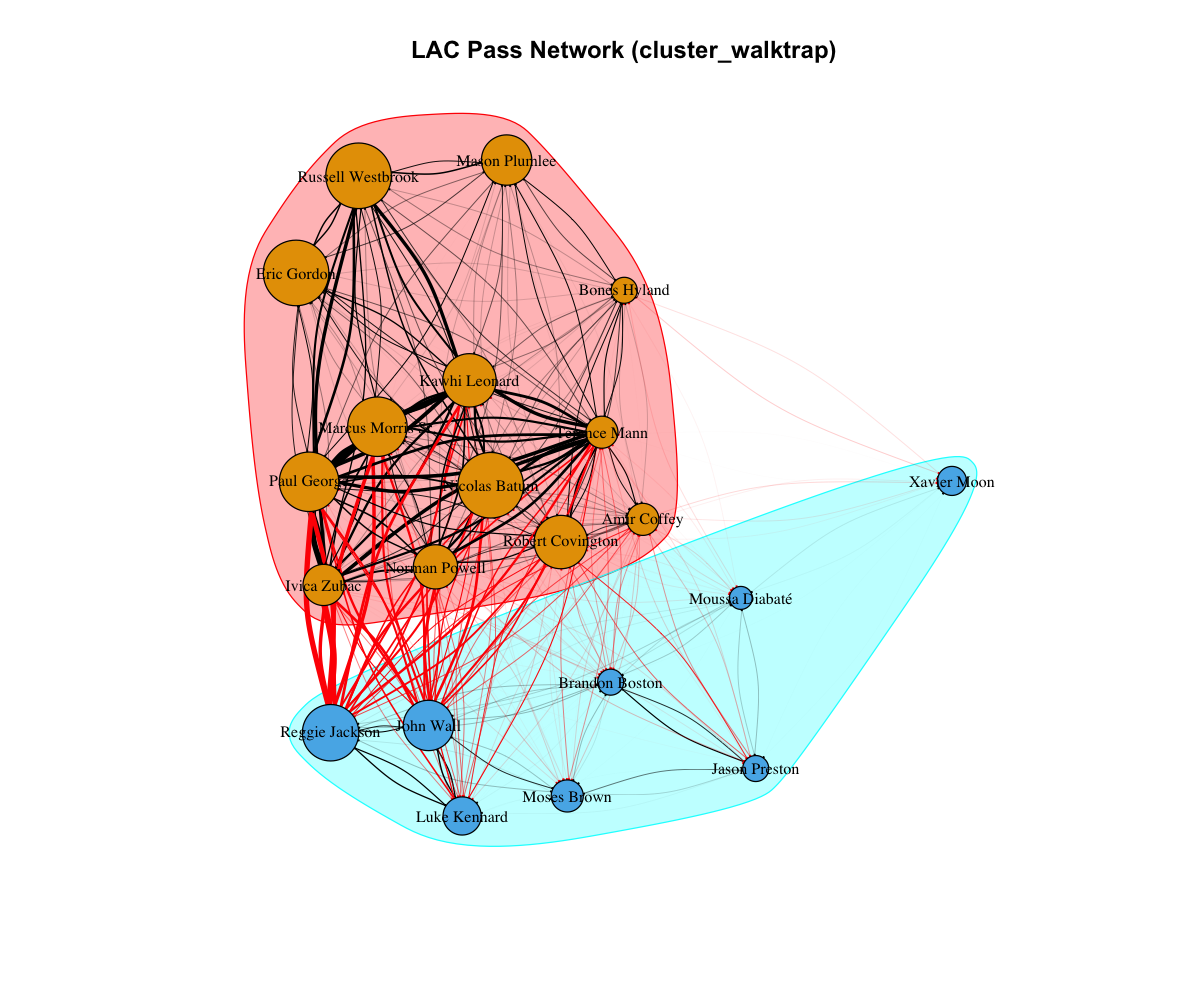 LAC Pass Network (cluster_walktrap)
Mason Plumlee
Russell Westbrook
Eric Gordon
Bones Hyland
Kawhi Leonard
Marcus Morris Sr.
Terance Mann
Paul George
Nicolas Batum
Xavier Moon
Amir Coffey
Robert Covington
Norman Powell
Ivica Zubac
Moussa Diabaté
Brandon Boston
John Wall
Reggie Jackson
Jason Preston
Moses Brown
Luke Kennard